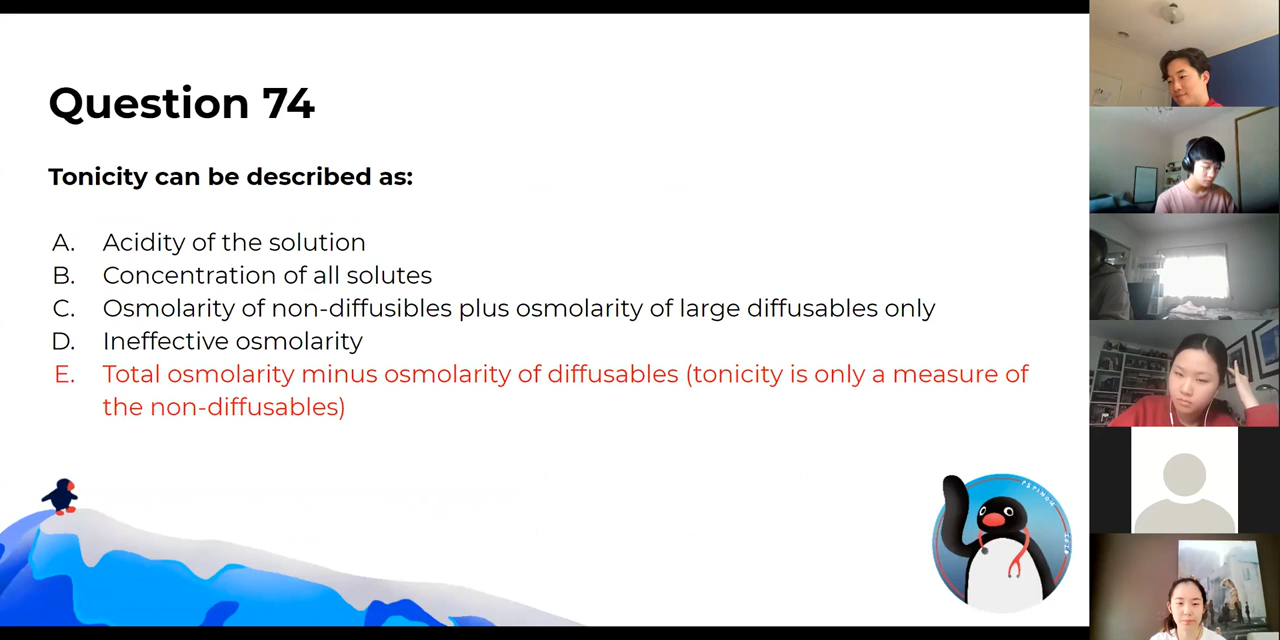 Question 74
Tonicity can be described as:
A. Acidity of the solution
B. Concentration of all solutes
C. Osmolarity of non-diffusibles plus osmolarity of large diffusables only
D. Ineffective osmolarity
E. Total osmolarity minus osmolarity of diffusables (tonicity is only a measure of
the non-diffusables)